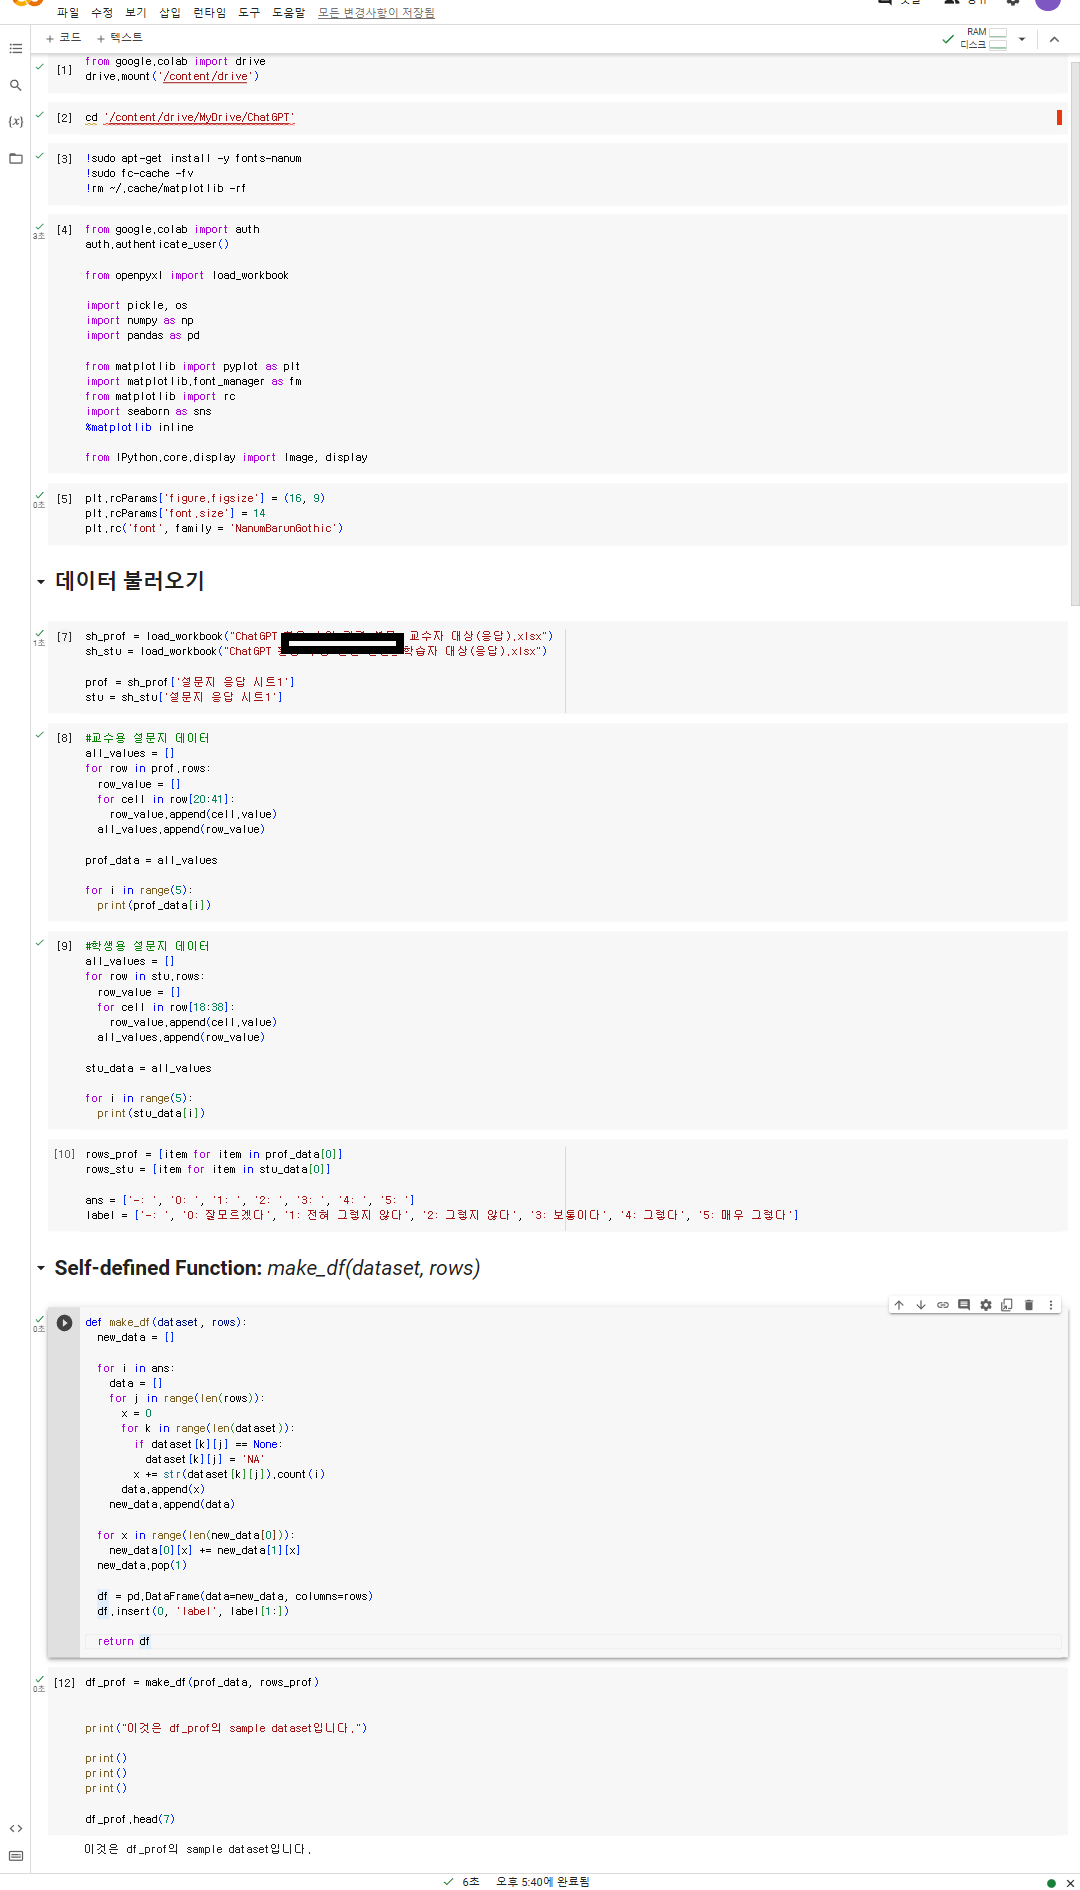 파일 수정 보기 삽입 런타임 도구 도움말 모든 변경사항이 저장됨
+ 코드 + 텍스트
RAM
디스크
[1] from google.colab import drive
drive.mount('/content/drive')
[2] cd '/content/drive/MyDrive/ChatGPT'
[3] !sudo apt-get install -y fonts-nanum
!sudo fc-cache -fv
!rm ~/.cache/matplotlib -rf
3초
[4] from google.colab import auth
auth.authenticate_user()
from openpyxl import load_workbook
import pickle, os
import numpy as np
import pandas as pd
from matplotlib import pyplot as plt
import matplotlib.font_manager as fm
from matplotlib import rc
import seaborn as sns
%matplotlib inline
from IPython.core.display import Image, display
0초
[5] plt.rcParams['figure.figsize'] = (16, 9)
plt.rcParams['font.size'] = 14
plt.rc('font', family = 'NanumBarunGothic')
데이터 불러오기
1초
[7] sh_prof = load_workbook("ChatGPT 교수자 대상(응답).xlsx")
sh_stu = load_workbook("ChatGPT 학습자 대상(응답).xlsx")
prof = sh_prof['설문지 응답 시트1']
stu = sh_stu['설문지 응답 시트1']
[8] #교수용 설문지 데이터
all_values = []
for row in prof.rows:
row_value = []
for cell in row[20:41]:
row_value.append(cell.value)
all_values.append(row_value)
prof_data = all_values
for i in range(5):
print(prof_data[i])
[9] #학생용 설문지 데이터
all_values = []
for row in stu.rows:
row_value = []
for cell in row[18:38]:
row_value.append(cell.value)
all_values.append(row_value)
stu_data = all_values
for i in range(5):
print(stu_data[i])
[10] rows_prof = [item for item in prof_data[0]]
rows_stu = [item for item in stu_data[0]]
ans = ['-: ', '0: ', '1: ', '2: ', '3: ', '4: ', '5: ']
label = ['-: ', '0: 잘모르겠다', '1: 전혀 그렇지 않다', '2: 그렇지 않다', '3: 보통이다', '4: 그렇다', '5: 매우 그렇다']
Self-defined Function: make_df(dataset, rows)
0초
def make_df(dataset, rows):
new_data = []
for i in ans:
data = []
for j in range(len(rows)):
x = 0
for k in range(len(dataset)):
if dataset[k][j] == None:
dataset[k][j] = 'NA'
x += str(dataset[k][j]).count(i)
data.append(x)
new_data.append(data)
for x in range(len(new_data[0])):
new_data[0][x] += new_data[1][x]
new_data.pop(1)
df = pd.DataFrame(data=new_data, columns=rows)
df.insert(0, 'label', label[1:])
return df
0초
[12] df_prof = make_df(prof_data, rows_prof)
print("이것은 df_prof의 sample dataset입니다.")
print()
print()
print()
df_prof.head(7)
이것은 df_prof의 sample dataset입니다.
6초 오후 5:40에 완료됨